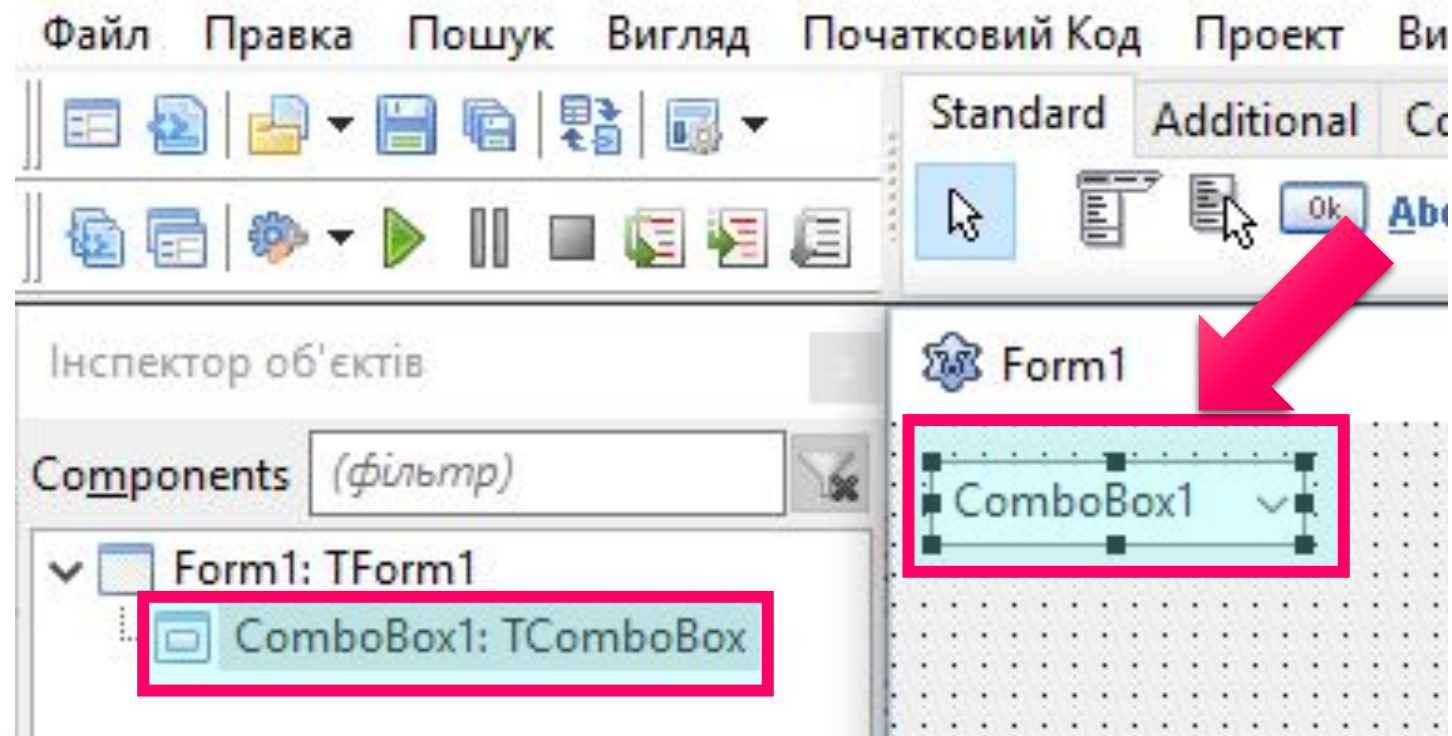 Файл Правка Пошук Вигляд Початковий Код Проект
Standard Additional
Ok
Інспектор об'єктів
Form1
Components (фільтр)
ComboBox1
Form1: TForm1
ComboBox1: TComboBox